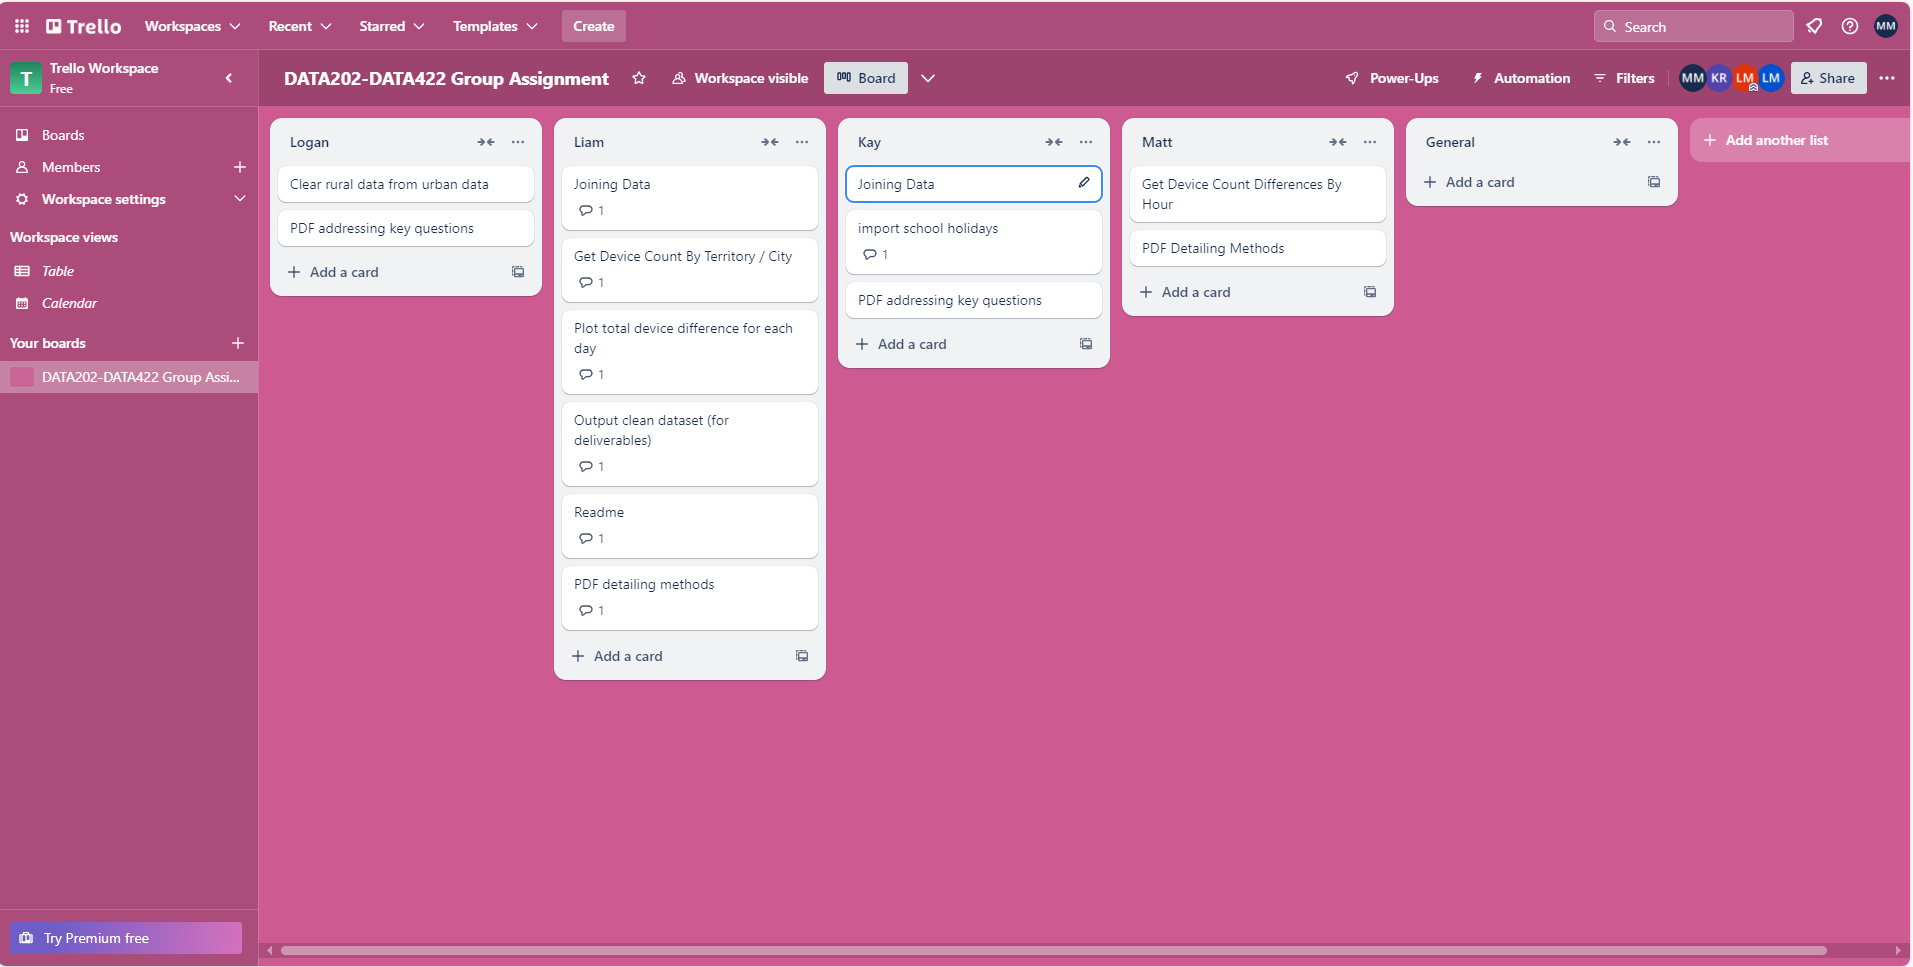 Trello
Workspaces
Recent
Starred
Templates
Create
Search
MM
T
Trello Workspace
Free
DATA202-DATA422 Group Assignment
Workspace visible
Board
Power-Ups
Automation
Filters
MM
KR
LM
LM
Share
Boards
Members
Workspace settings
Workspace views
Table
Calendar
Your boards
DATA202-DATA422 Group Assi...
Try Premium free
Logan
Clear rural data from urban data
PDF addressing key questions
Add a card
Liam
Joining Data
1
Get Device Count By Territory / City
1
Plot total device difference for each
day
1
Output clean dataset (for
deliverables)
1
Readme
1
PDF detailing methods
1
Add a card
Kay
Joining Data
import school holidays
1
PDF addressing key questions
Add a card
Matt
Get Device Count Differences By
Hour
PDF Detailing Methods
Add a card
General
Add a card
Add another list